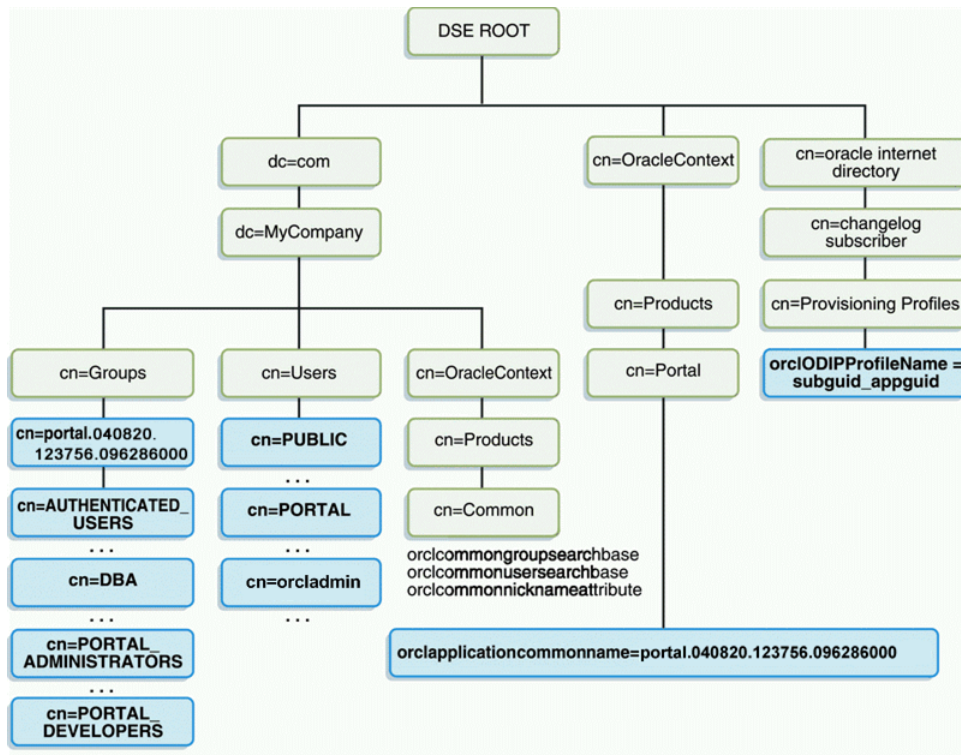 DSE ROOT
dc=com
cn=OracleContext
cn=oracle internet
directory
dc=MyCompany
cn=changelog
subscriber
cn=Products
cn=Provisioning Profiles
cn=Groups
cn=Users
cn=OracleContext
cn=Portal
orclODIPProfileName =
subguid_appguid
cn=portal.040820.
123756.096286000
cn=PUBLIC
cn=Products
...
cn=AUTHENTICATED_
USERS
cn=PORTAL
cn=Common
...
...
orclcommongroupsearchbase
orclcommonusersearchbase
orclcommonnicknameattribute
cn=DBA
cn=orcladmin
...
...
cn=PORTAL_
ADMINISTRATORS
orclapplicationcommonname=portal.040820.123756.096286000
...
cn=PORTAL_
DEVELOPERS